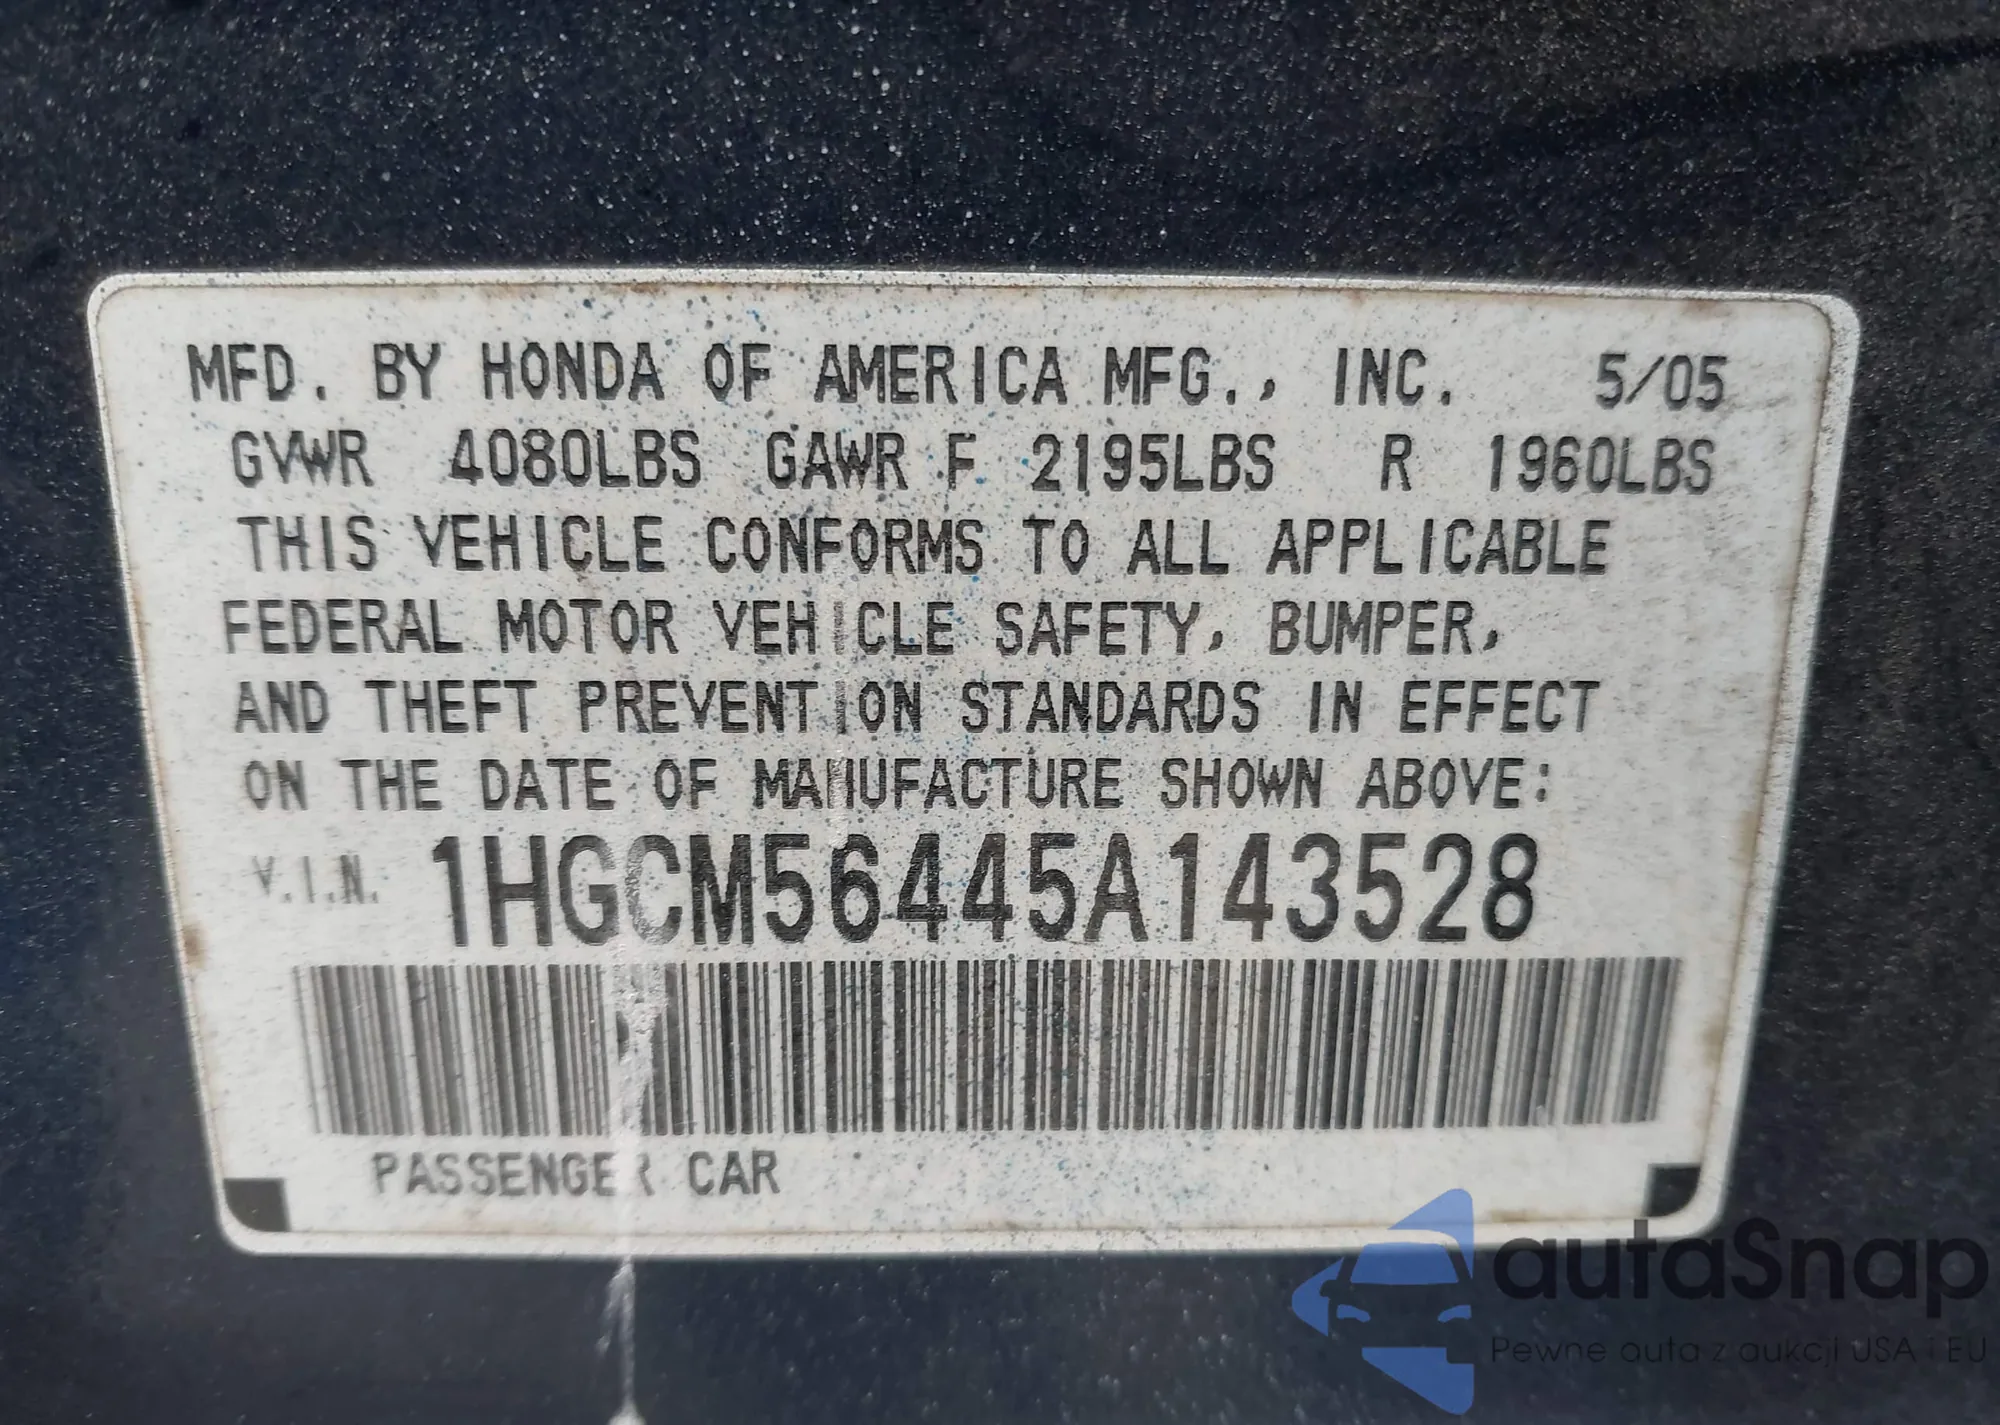 MFD. BY HONDA OF AMERICA MFG., INC. 5/05
GVWR 4080LBS GAWR F 2195LBS R 1960LBS
THIS VEHICLE CONFORMS TO ALL APPLICABLE
FEDERAL MOTOR VEHICLE SAFETY, BUMPER,
AND THEFT PREVENTION STANDARDS IN EFFECT
ON THE DATE OF MANUFACTURE SHOWN ABOVE:
V.I.N. 1HGCM56445A143528
PASSENGER CAR
autaSnap
Pewne auta z aukcji USA i EU